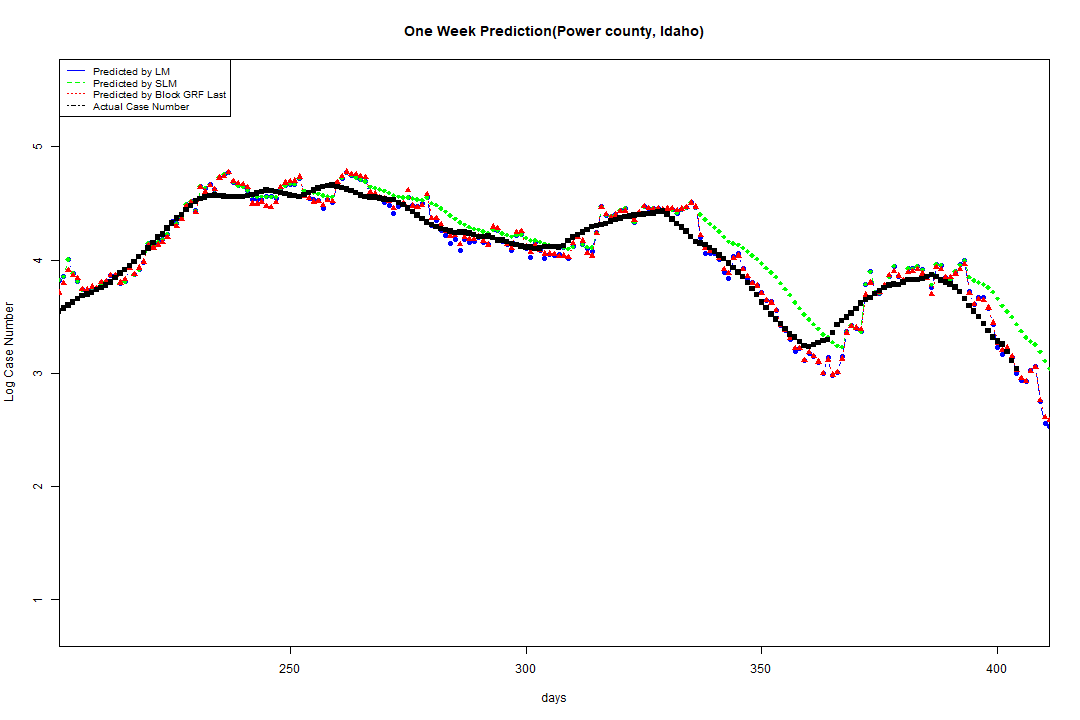 One Week Prediction(Power county, Idaho)
Predicted by LM
Predicted by SLM
Predicted by Block GRF Last
Actual Case Number
5
4
3
2
1
Log Case Number
250 300 350 400
days